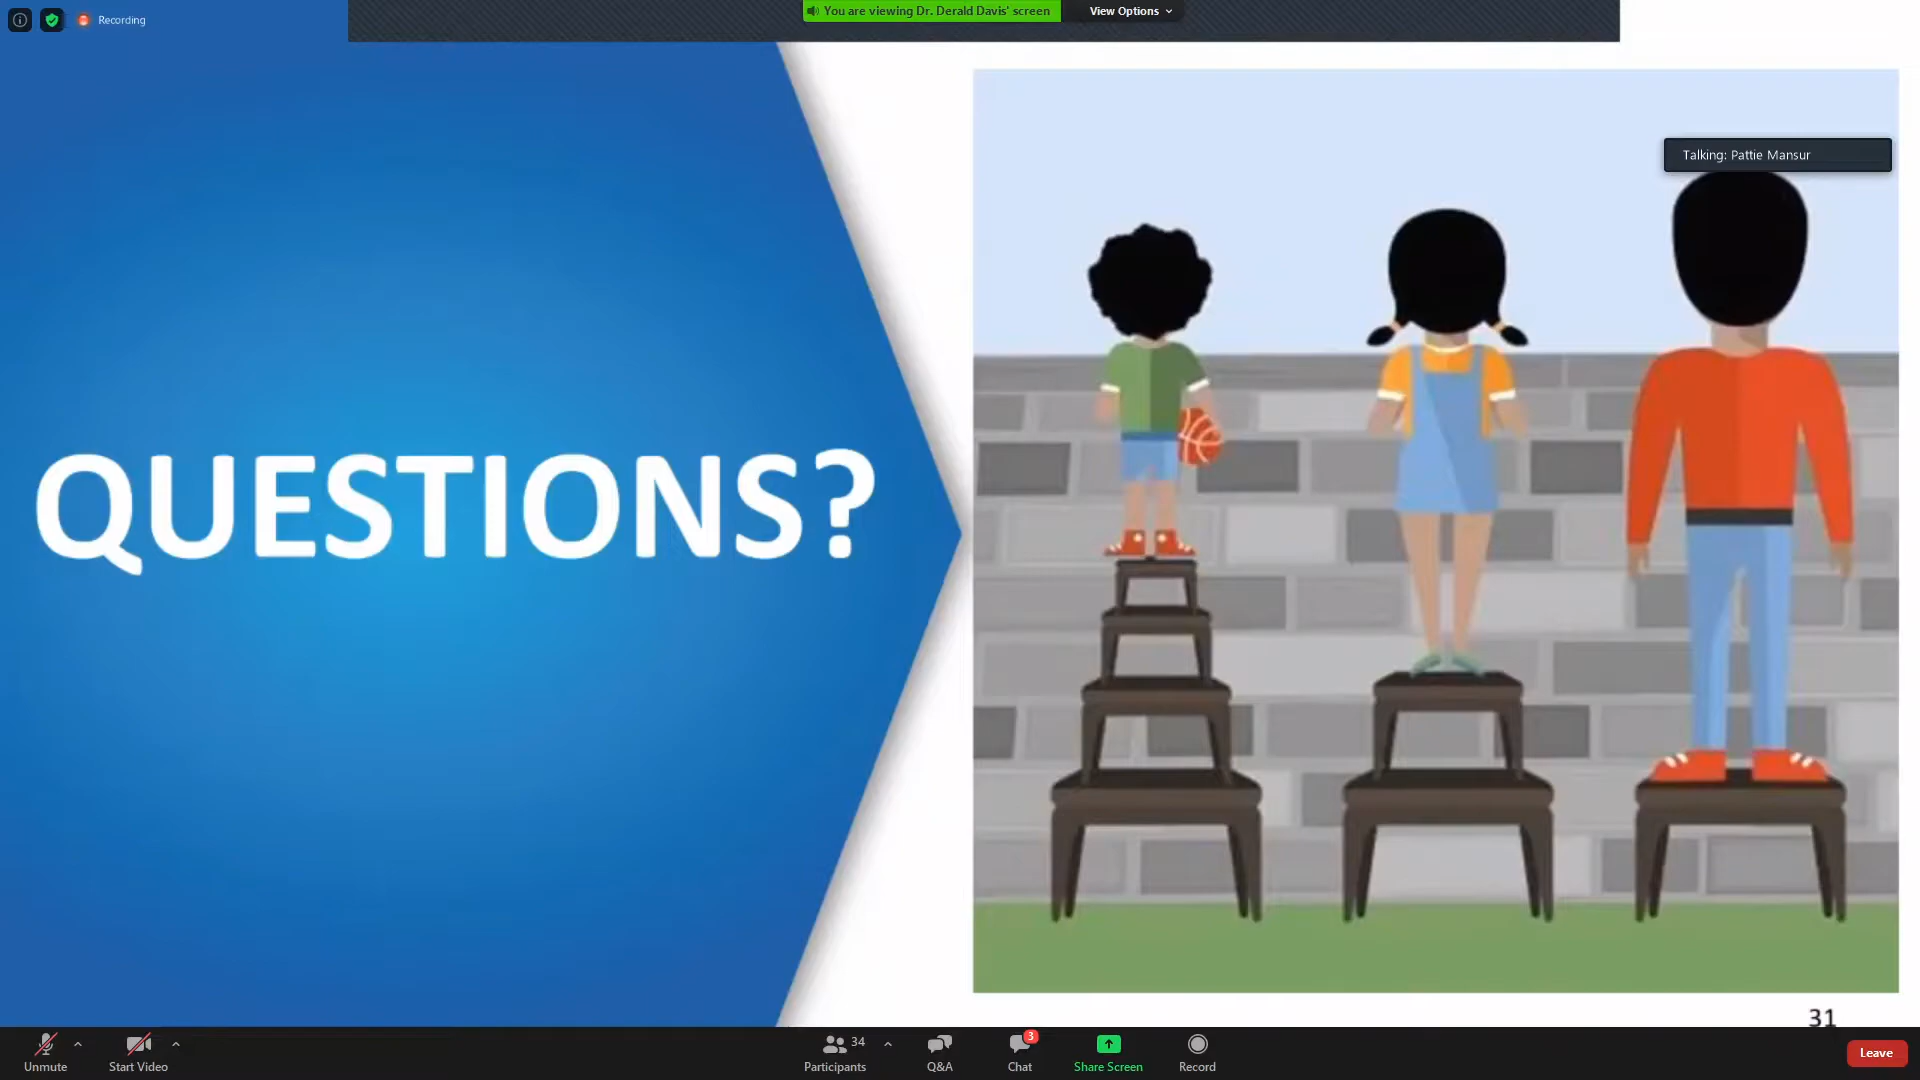 Recording
You are viewing Dr. Derald Davis' screen
View Options
Talking: Pattie Mansur
QUESTIONS?
31
Unmute
Start Video
34
Participants
Q&A
3
Chat
Share Screen
Record
Leave